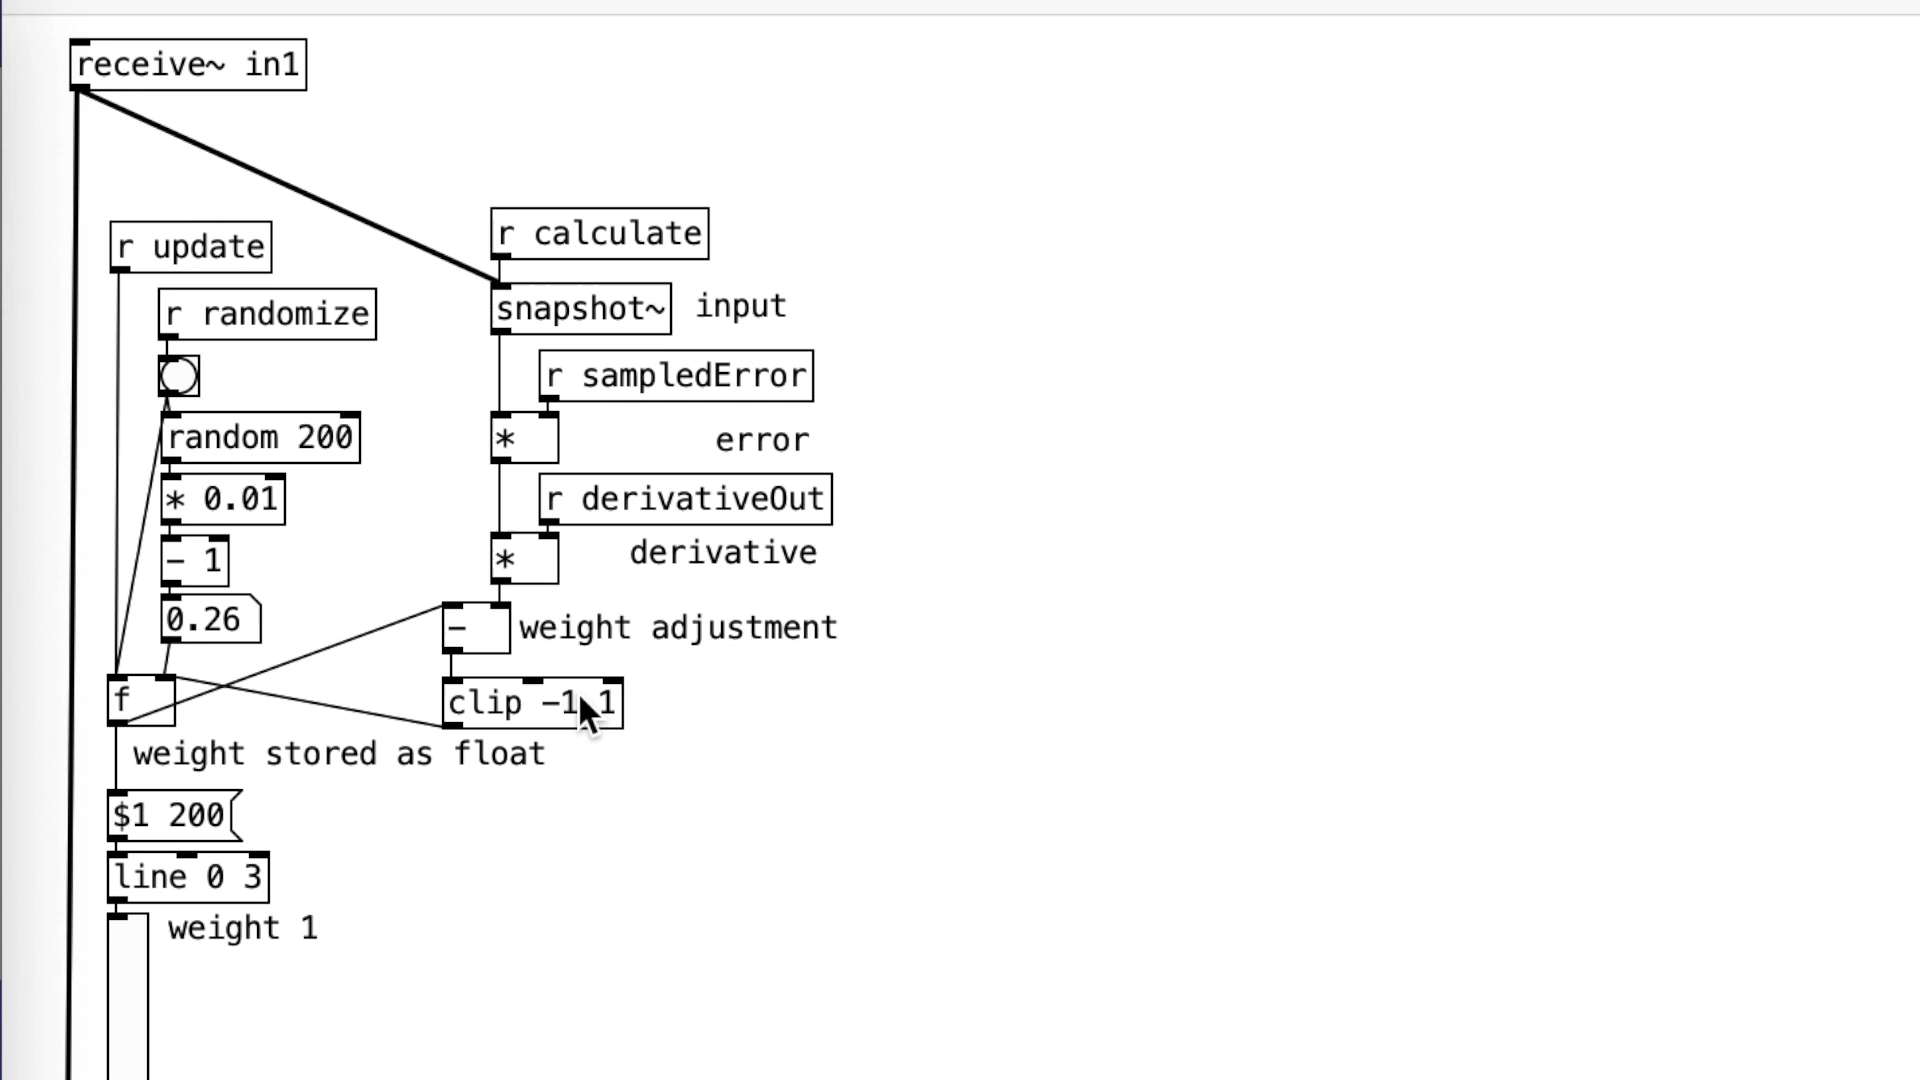 receive~ in1
r update
r calculate
r randomize
snapshot~
input
r sampledError
random 200
*
error
* 0.01
r derivativeOut
- 1
*
derivative
0.26
-
weight adjustment
f
clip -1 1
weight stored as float
$1 200
line 0 3
weight 1